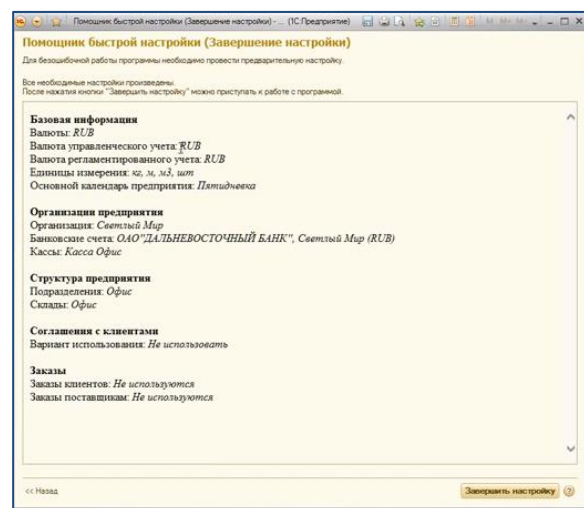 Помощник быстрой настройки (Завершение настройки) - ... (1С:Предприятие)
M M+ M-
Помощник быстрой настройки (Завершение настройки)
Для безошибочной работы программы необходимо провести предварительную настройку.
Все необходимые настройки произведены.
После нажатия кнопки "Завершить настройку" можно приступать к работе с программой.
Базовая информация
Валюты: RUB
Валюта управленческого учета: RUB
Валюта регламентированного учета: RUB
Единицы измерения: кг, м, м3, шт
Основной календарь предприятия: Пятидневка
Организации предприятия
Организация: Светлый Мир
Банковские счета: ОАО"ДАЛЬНЕВОСТОЧНЫЙ БАНК", Светлый Мир (RUB)
Кассы: Касса Офис
Структура предприятия
Подразделения: Офис
Склады: Офис
Соглашения с клиентами
Вариант использования: Не использовать
Заказы
Заказы клиентов: Не используются
Заказы поставщикам: Не используются
<< Назад
Завершить настройку
?